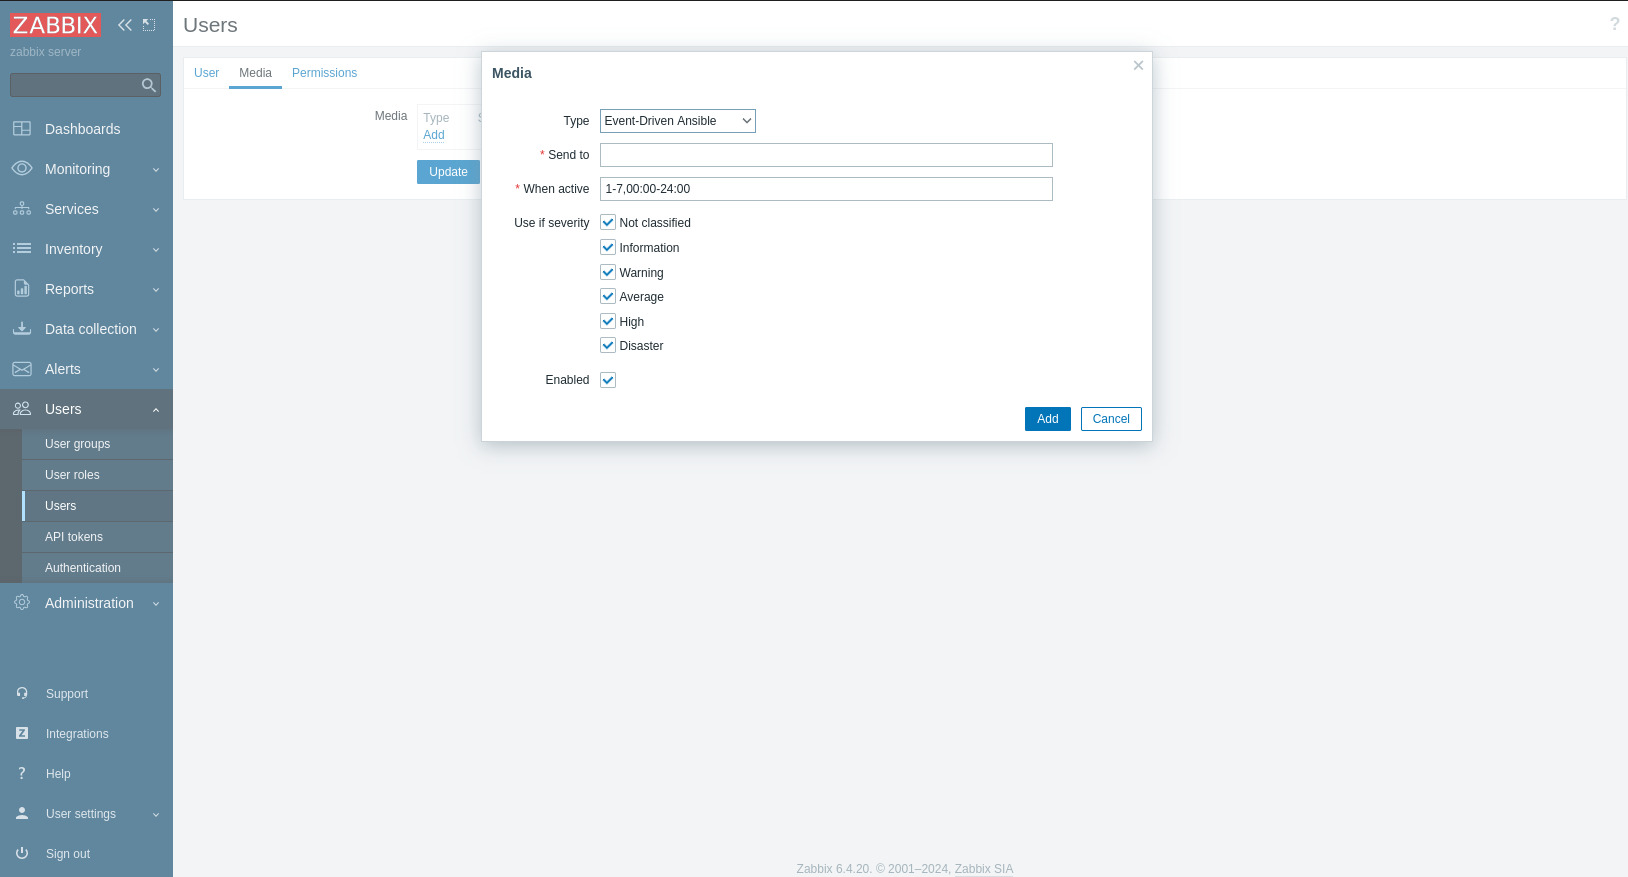 ZABBIX
zabbix server
Dashboards
Monitoring
Services
Inventory
Reports
Data collection
Alerts
Users
User groups
User roles
Users
API tokens
Authentication
Administration
Support
Integrations
Help
User settings
Sign out
Users
?
User Media Permissions
Media
Type S
Add
Update
Media
Type Event-Driven Ansible
* Send to
* When active 1-7,00:00-24:00
Use if severity Not classified
Information
Warning
Average
High
Disaster
Enabled
Add Cancel
Zabbix 6.4.20. © 2001–2024, Zabbix SIA